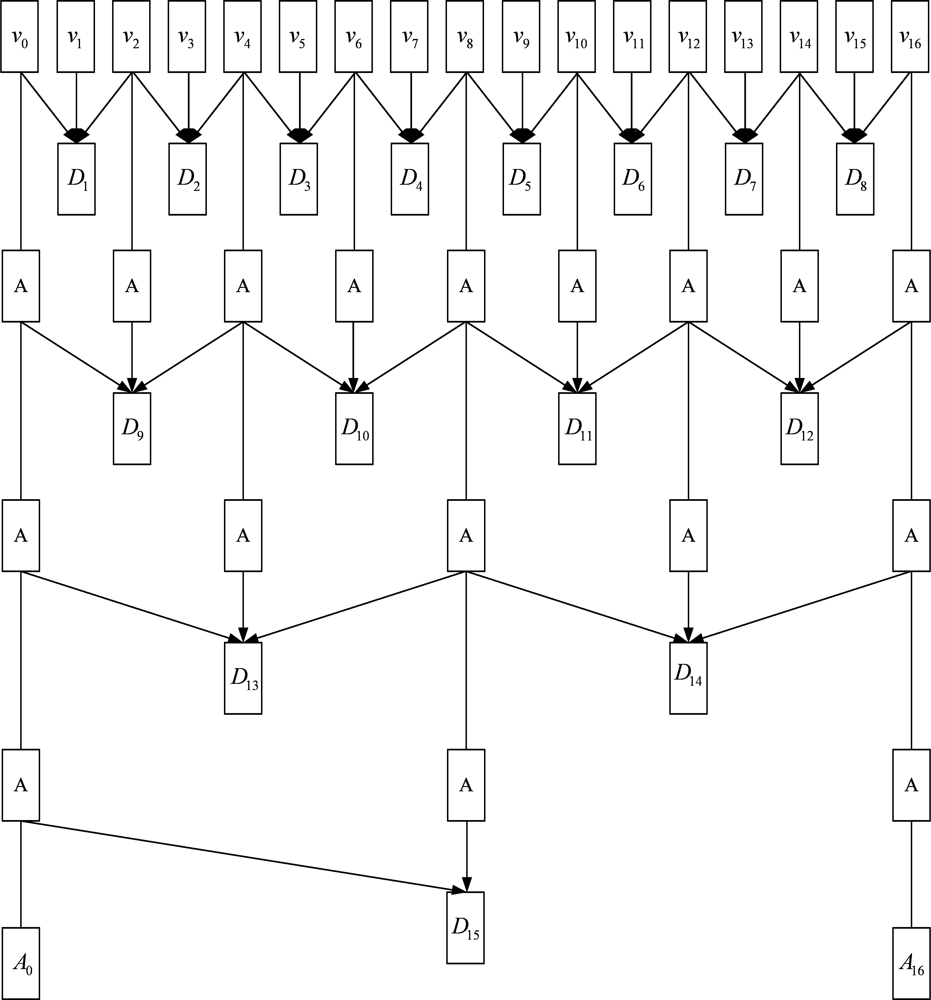 v0 v1 v2 v3 v4 v5 v6 v7 v8 v9 v10 v11 v12 v13 v14 v15 v16
D1 D2 D3 D4 D5 D6 D7 D8
A A A A A A A A A
D9 D10 D11 D12
A A A A A
D13 D14
A A A
D15
A0 A16